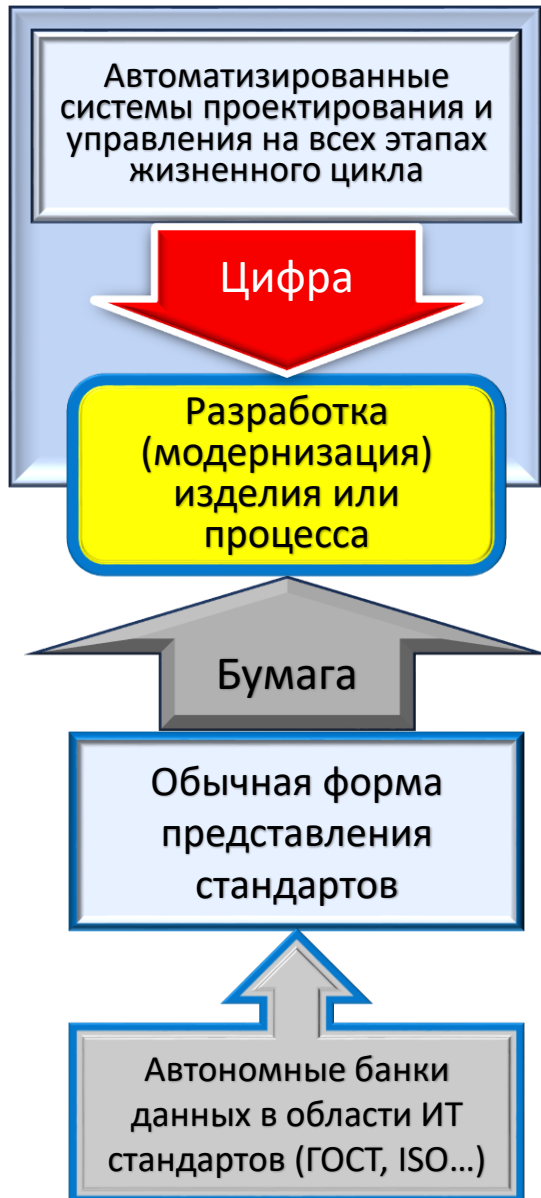 Автоматизированные
системы проектирования и
управления на всех этапах
жизненного цикла
Цифра
Разработка
(модернизация)
изделия или
процесса
Бумага
Обычная форма
представления
стандартов
Автономные банки
данных в области ИТ
стандартов (ГОСТ, ISO...)